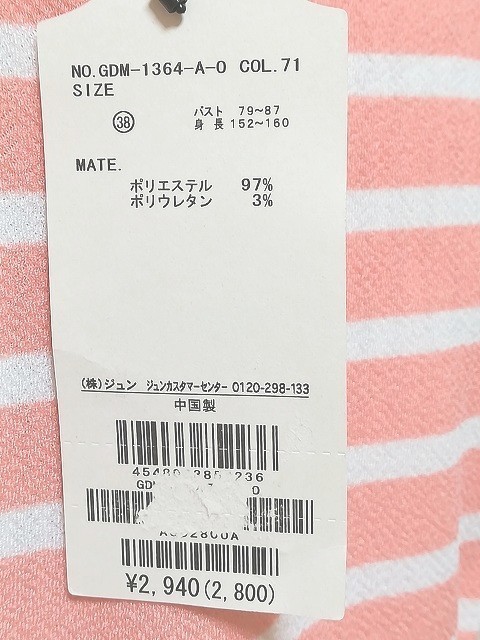 NO.GDM-1364-A-0 COL.71
SIZE
38
バスト 79~87
身長 152~160
MATE.
ポリエステル 97%
ポリウレタン 3%
(株)ジュン ジュンカスタマーセンター 0120-298-133
中国製
¥2,940(2,800)